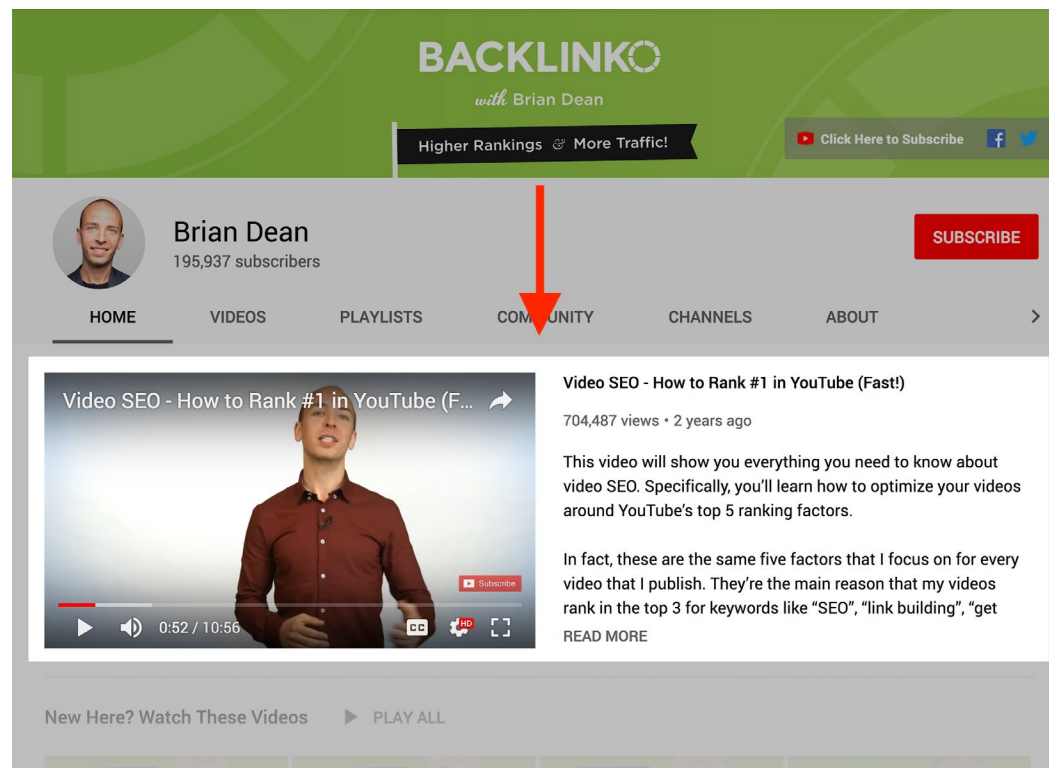 BACKLINKO
with Brian Dean
Higher Rankings & More Traffic!
Click Here to Subscribe
Brian Dean
195,937 subscribers
SUBSCRIBE
HOME VIDEOS PLAYLISTS COMMUNITY CHANNELS ABOUT
Video SEO - How to Rank #1 in YouTube (F...
Subscribe
0:52 / 10:56
CC
HD
Video SEO - How to Rank #1 in YouTube (Fast!)
704,487 views • 2 years ago
This video will show you everything you need to know about
video SEO. Specifically, you’ll learn how to optimize your videos
around YouTube’s top 5 ranking factors.
In fact, these are the same five factors that I focus on for every
video that I publish. They’re the main reason that my videos
rank in the top 3 for keywords like “SEO”, “link building”, “get
READ MORE
New Here? Watch These Videos
PLAY ALL